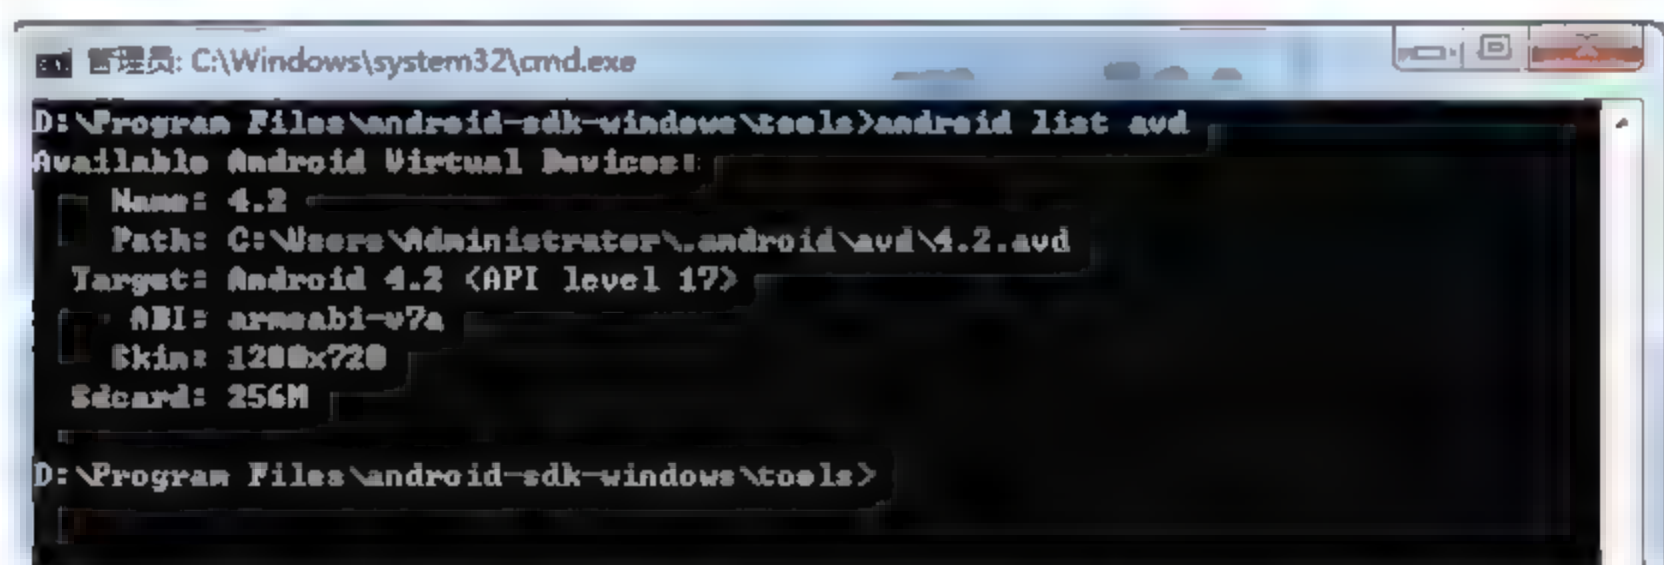 管理员: C:\Windows\system32\cmd.exe
D:\Program Files\android-sdk-windows\tools>android list avd
Available Android Virtual Devices:
Name: 4.2
Path: C:\Users\Administrator\.android\avd\4.2.avd
Target: Android 4.2 (API level 17)
ABI: armeabi-v7a
Skin: 1280x720
Sdcard: 256M
D:\Program Files\android-sdk-windows\tools>